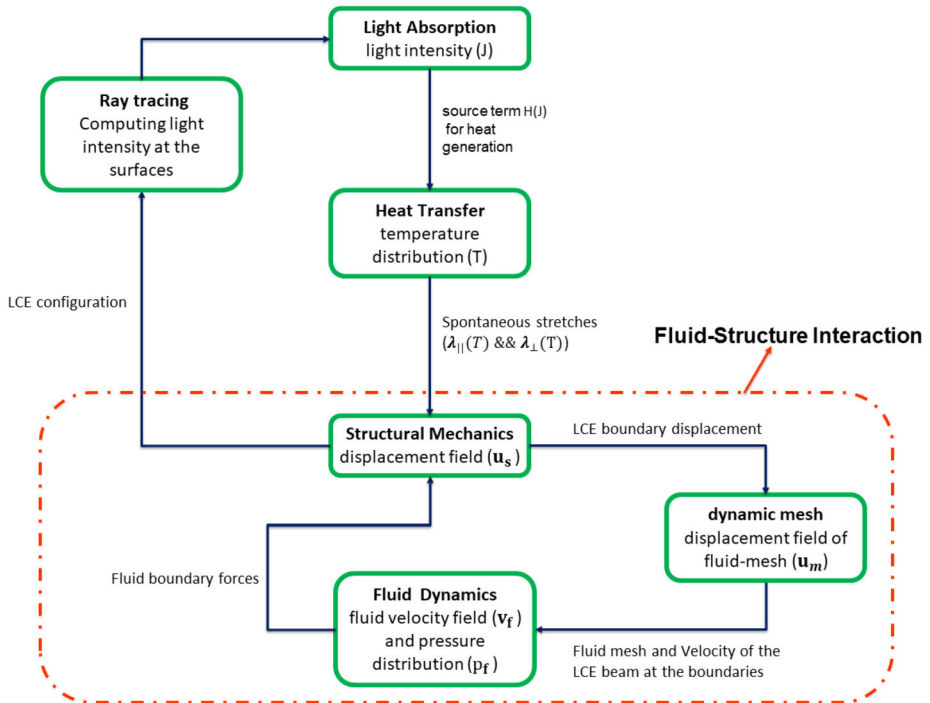 Light Absorption
light intensity (J)
Ray tracing
Computing light
intensity at the
surfaces
source term H(J)
for heat
generation
Heat Transfer
temperature
distribution (T)
LCE configuration
Spontaneous stretches
(λ||(T) && λ⊥(T))
Fluid-Structure Interaction
Structural Mechanics
displacement field (uₛ)
LCE boundary displacement
dynamic mesh
displacement field of
fluid-mesh (uₘ)
Fluid boundary forces
Fluid Dynamics
fluid velocity field (v_f)
and pressure
distribution (p_f)
Fluid mesh and Velocity of the
LCE beam at the boundaries